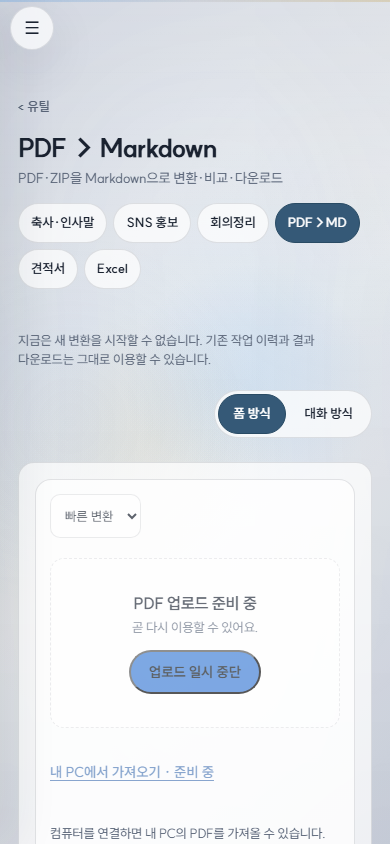 ☰
< 유틸
PDF > Markdown
PDF·ZIP을 Markdown으로 변환·비교·다운로드
축사·인사말
SNS 홍보
회의정리
PDF > MD
견적서
Excel
지금은 새 변환을 시작할 수 없습니다. 기존 작업 이력과 결과
다운로드는 그대로 이용할 수 있습니다.
폼 방식
대화 방식
빠른 변환
PDF 업로드 준비 중
곧 다시 이용할 수 있어요.
업로드 일시 중단
내 PC에서 가져오기 · 준비 중
컴퓨터를 연결하면 내 PC의 PDF를 가져올 수 있습니다.